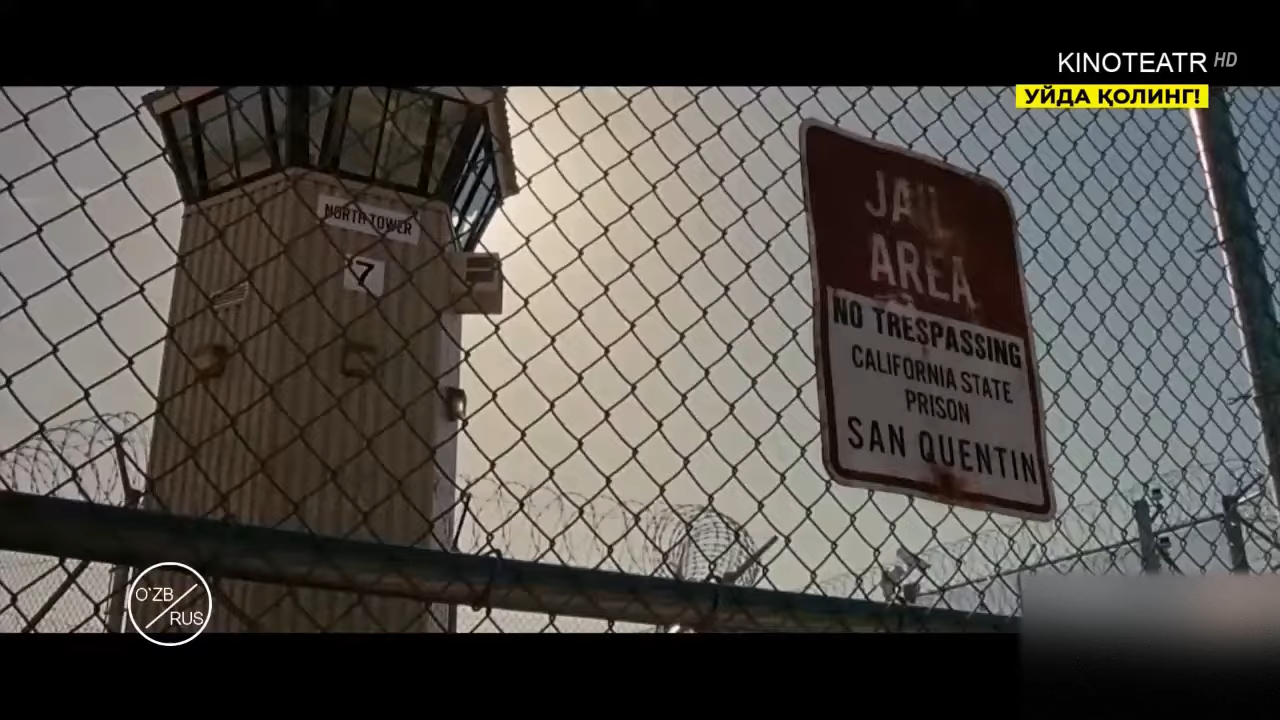 KINOTEATR HD
УЙДА ҚОЛИНГ!
NORTH TOWER
7
JAIL
AREA
NO TRESPASSING
CALIFORNIA STATE
PRISON
SAN QUENTIN
O'ZB
RUS